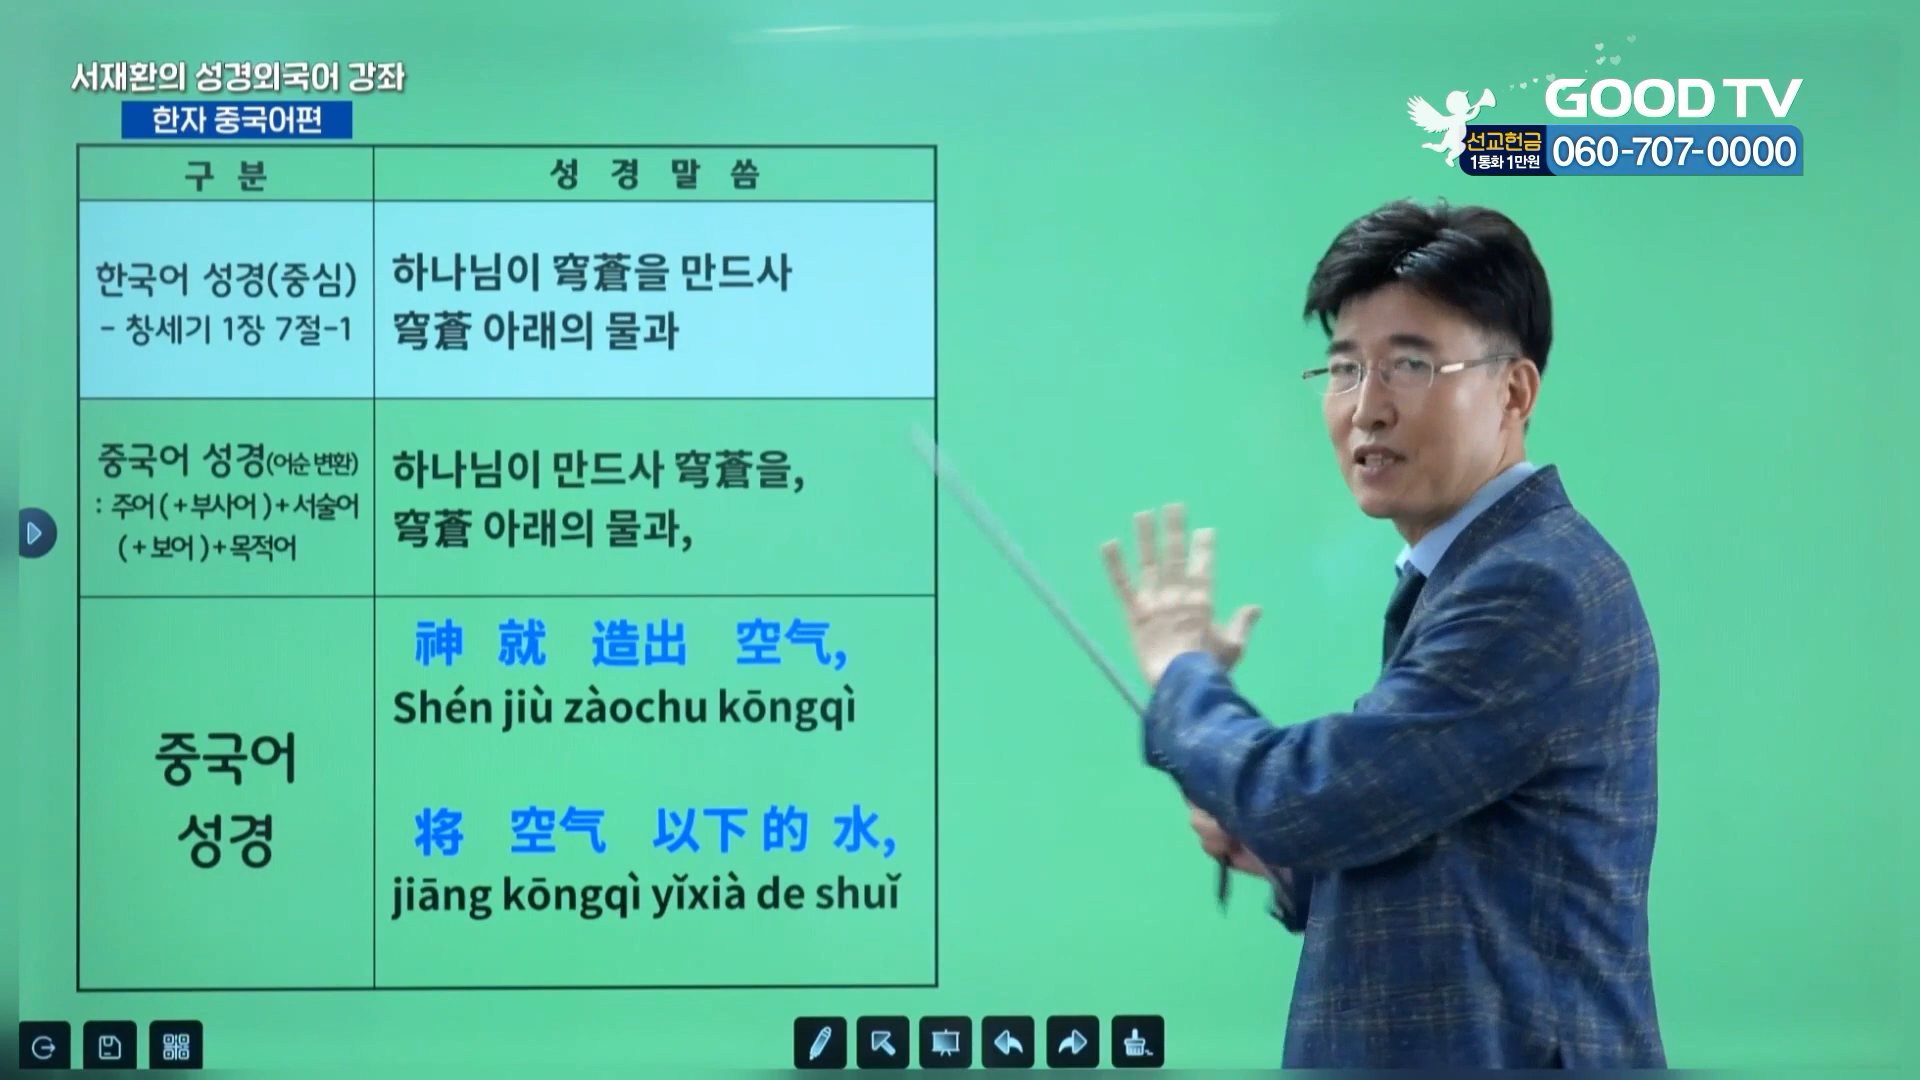 서재환의 성경외국어 강좌
한자 중국어편
GOOD TV
선교헌금
1통화 1만원
060-707-0000
구 분
성 경 말 씀
한국어 성경(중심)
- 창세기 1장 7절-1
하나님이 穹蒼을 만드사
穹蒼 아래의 물과
중국어 성경(어순 변환)
: 주어 ( + 부사어 ) + 서술어
( + 보어 ) + 목적어
하나님이 만드사 穹蒼을,
穹蒼 아래의 물과,
중국어
성경
神 就 造出 空气,
Shén jiù zàochu kōngqì
将 空气 以下 的 水,
jiāng kōngqì yǐxià de shuǐ